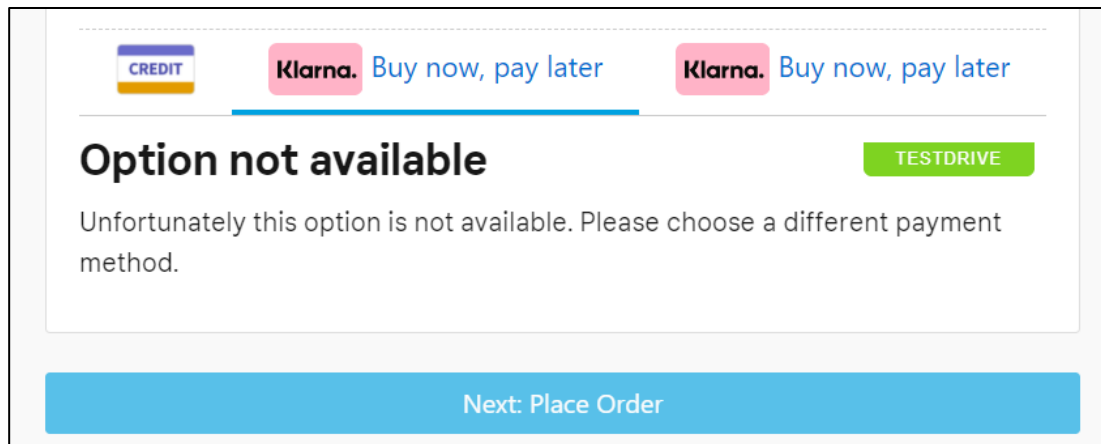 CREDIT
Klarna. Buy now, pay later
Klarna. Buy now, pay later
Option not available
TESTDRIVE
Unfortunately this option is not available. Please choose a different payment
method.
Next: Place Order